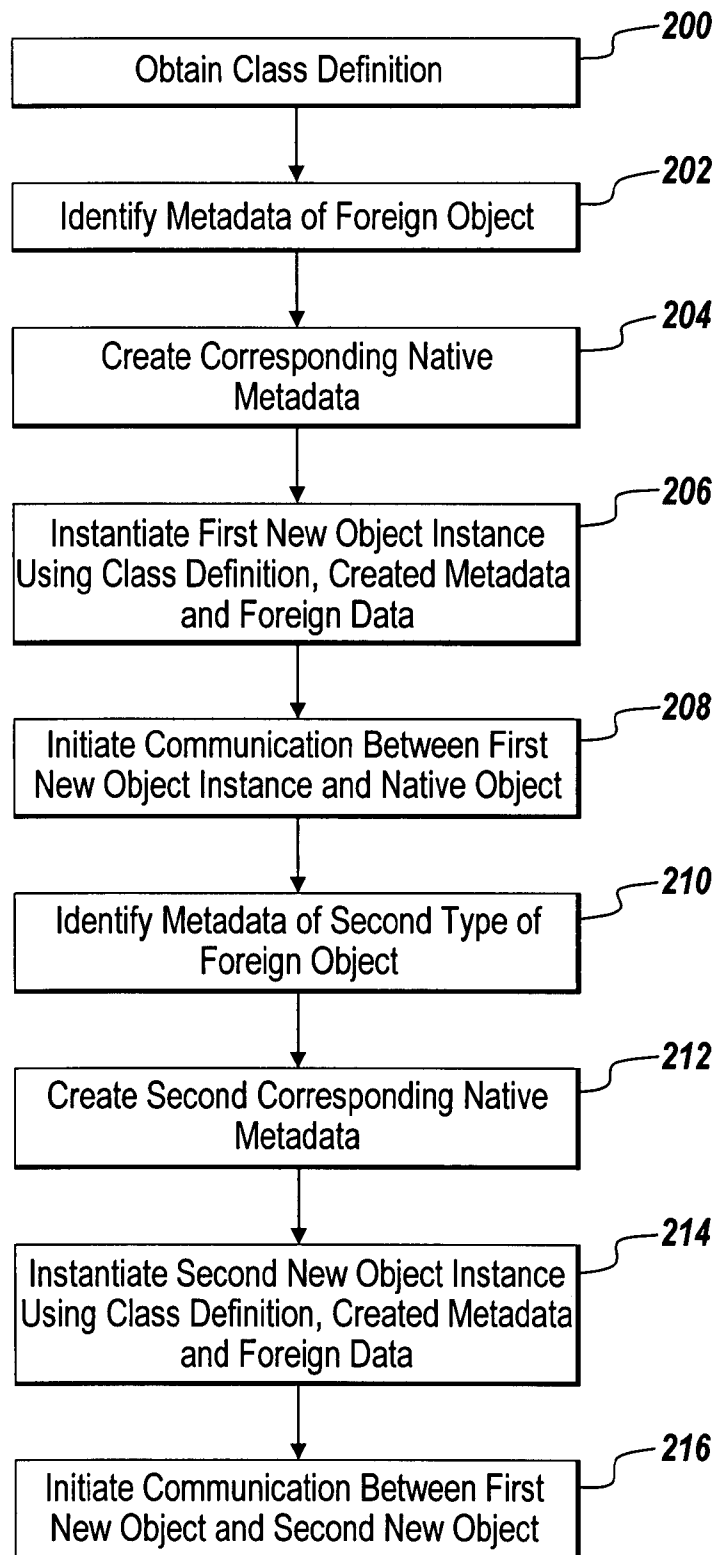 200
Obtain Class Definition
202
Identify Metadata of Foreign Object
204
Create Corresponding Native
Metadata
206
Instantiate First New Object Instance
Using Class Definition, Created Metadata
and Foreign Data
208
Initiate Communication Between First
New Object Instance and Native Object
210
Identify Metadata of Second Type of
Foreign Object
212
Create Second Corresponding Native
Metadata
214
Instantiate Second New Object Instance
Using Class Definition, Created Metadata
and Foreign Data
216
Initiate Communication Between First
New Object and Second New Object